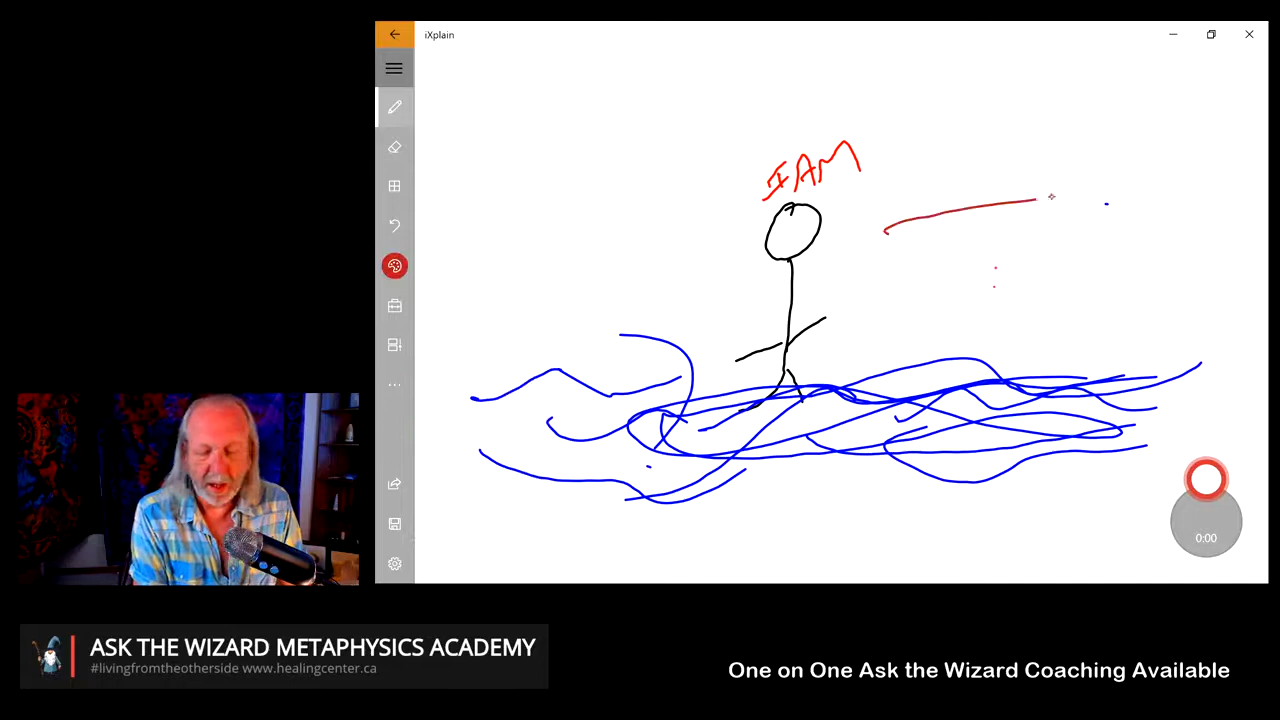 iXplain
I AM
0:00
ASK THE WIZARD METAPHYSICS ACADEMY
#livingfromtheotherside www.healingcenter.ca
One on One Ask the Wizard Coaching Available